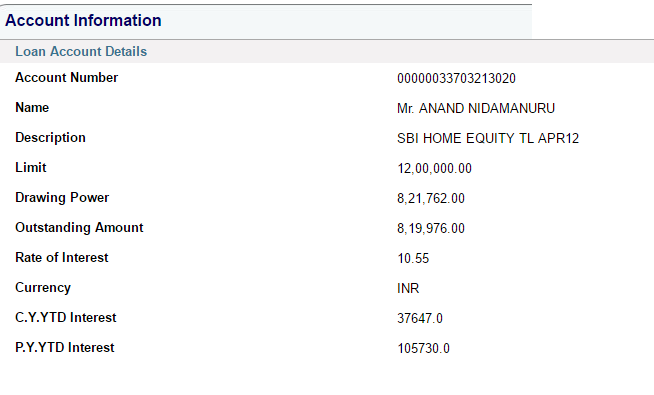 Account Information
Loan Account Details
Account Number 00000033703213020
Name Mr. ANAND NIDAMANURU
Description SBI HOME EQUITY TL APR12
Limit 12,00,000.00
Drawing Power 8,21,762.00
Outstanding Amount 8,19,976.00
Rate of Interest 10.55
Currency INR
C.Y.YTD Interest 37647.0
P.Y.YTD Interest 105730.0